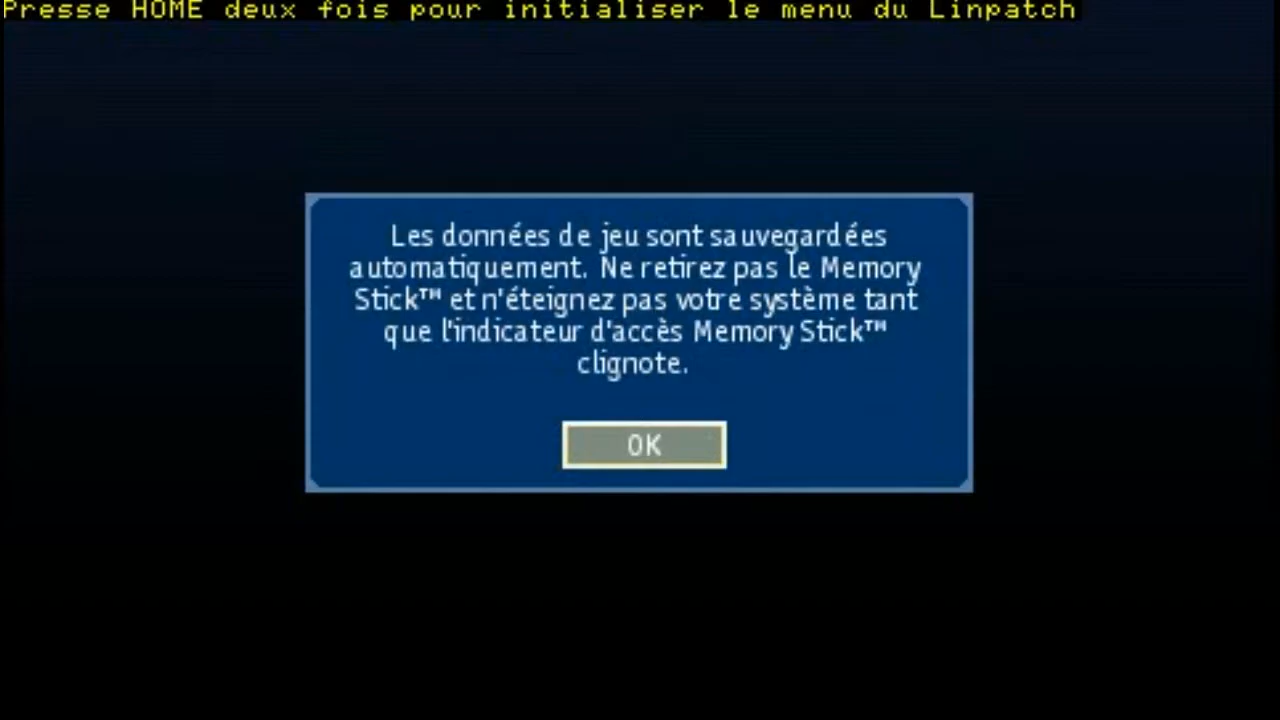 Presse HOME deux fois pour initialiser le menu du Linpatch
Les données de jeu sont sauvegardées
automatiquement. Ne retirez pas le Memory
Stick™ et n'éteignez pas votre système tant
que l'indicateur d'accès Memory Stick™
clignote.
OK